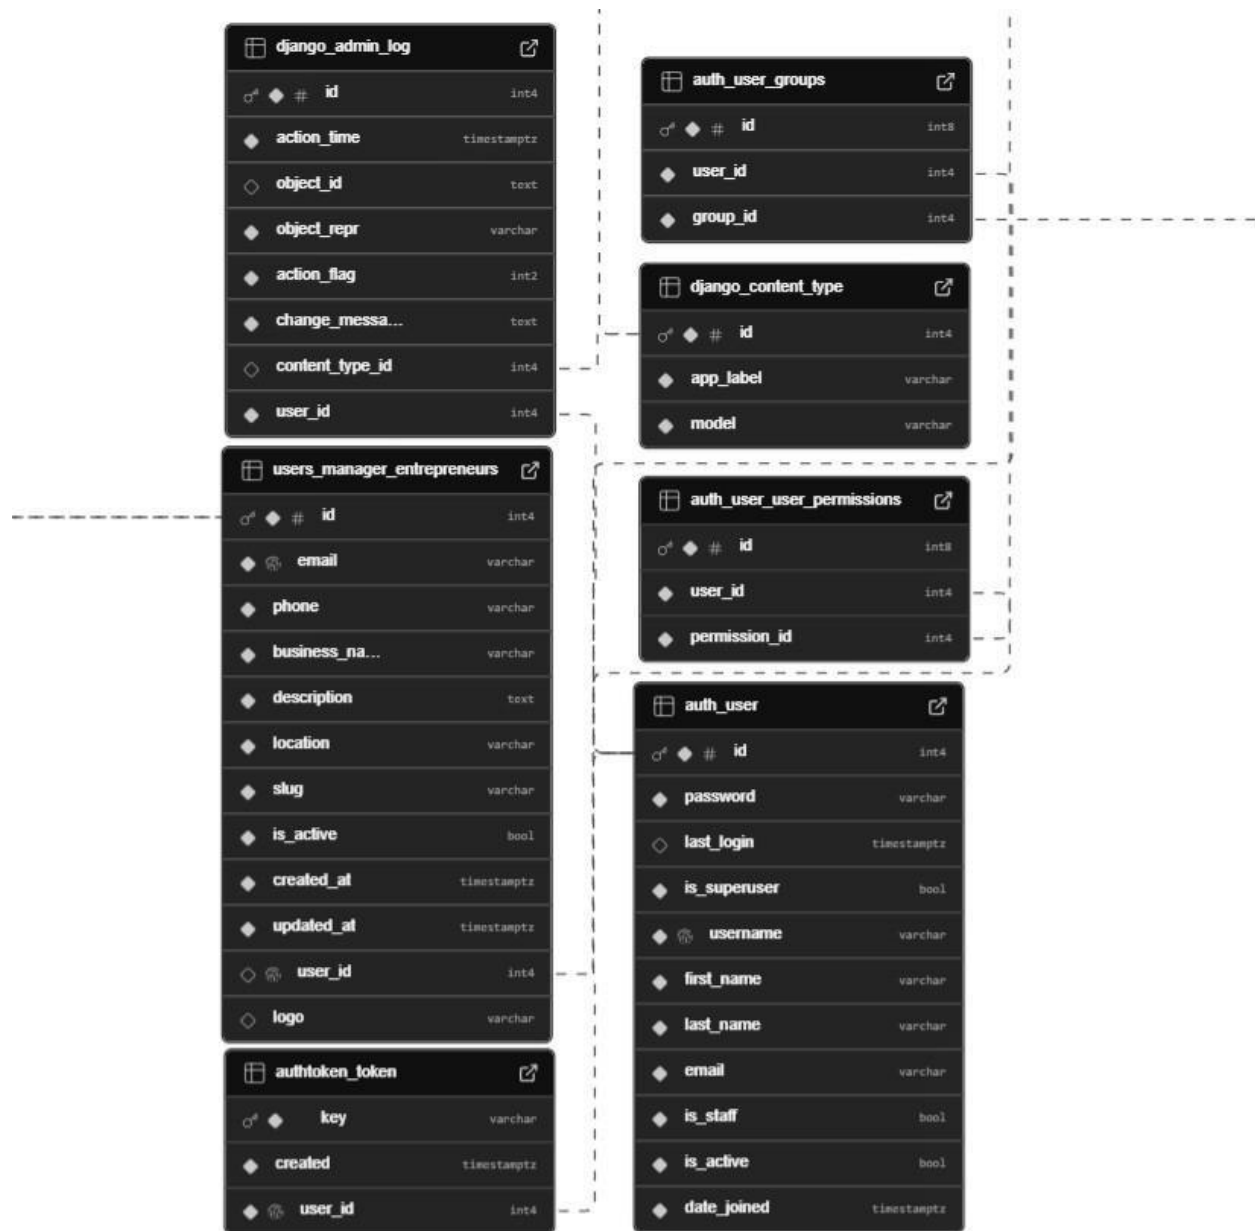 django_admin_log
# id int4
action_time timestamptz
object_id text
object_repr varchar
action_flag int2
change_messa... text
content_type_id int4
user_id int4
users_manager_entrepreneurs
# id int4
email varchar
phone varchar
business_na... varchar
description text
location varchar
slug varchar
is_active bool
created_at timestamptz
updated_at timestamptz
user_id int4
logo varchar
authtoken_token
key varchar
created timestamptz
user_id int4
auth_user_groups
# id int8
user_id int4
group_id int4
django_content_type
# id int4
app_label varchar
model varchar
auth_user_user_permissions
# id int8
user_id int4
permission_id int4
auth_user
# id int4
password varchar
last_login timestamptz
is_superuser bool
username varchar
first_name varchar
last_name varchar
email varchar
is_staff bool
is_active bool
date_joined timestamptz